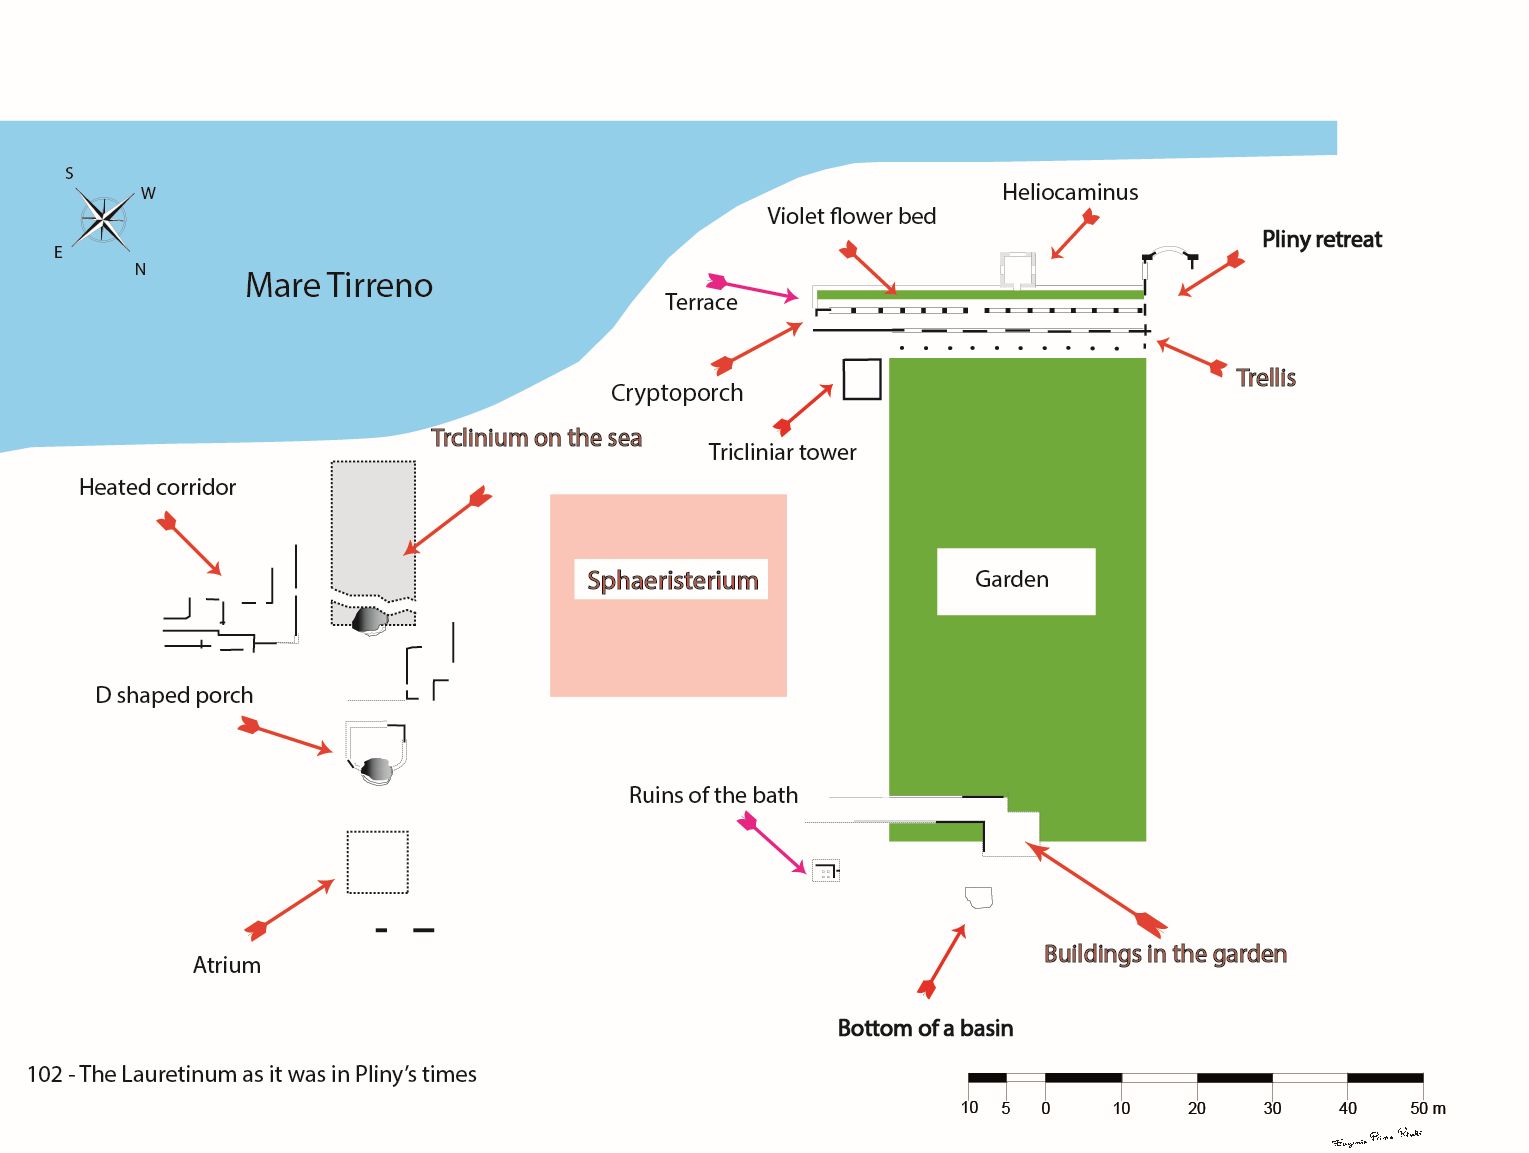 S
W
E
N
Mare Tirreno
Heliocaminus
Violet flower bed
Pliny retreat
Terrace
Cryptoporch
Trellis
Tricliniar tower
Trclinium on the sea
Heated corridor
Sphaeristerium
Garden
D shaped porch
Ruins of the bath
Atrium
Buildings in the garden
Bottom of a basin
102 - The Lauretinum as it was in Pliny's times
10 5 0 10 20 30 40 50 m